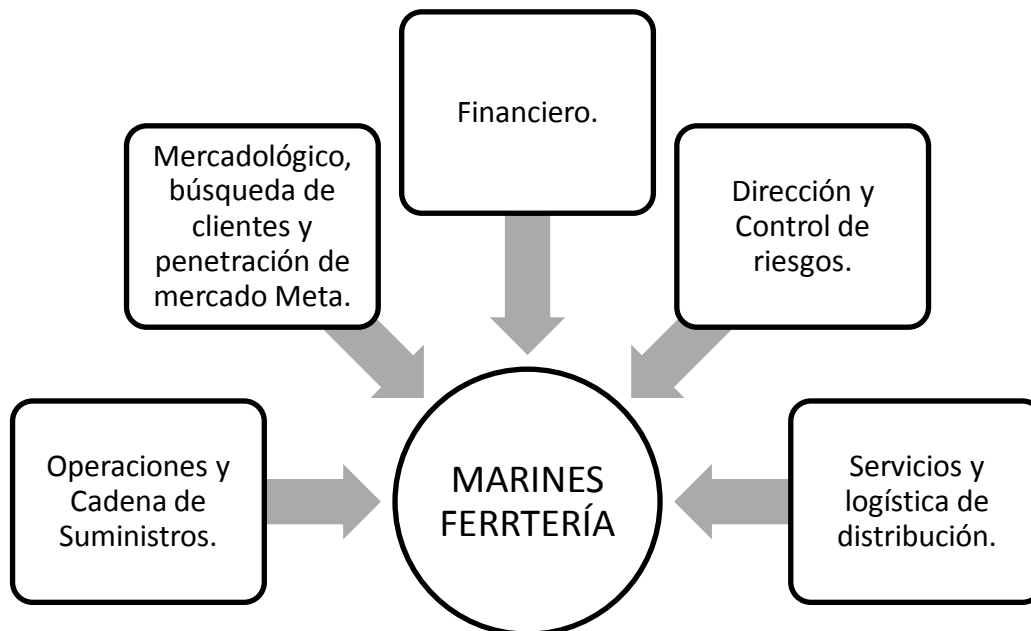 Financiero.
Mercadológico,
búsqueda de
clientes y
penetración de
mercado Meta.
Dirección y
Control de
riesgos.
Operaciones y
Cadena de
Suministros.
MARINES
FERRTERÍA
Servicios y
logística de
distribución.